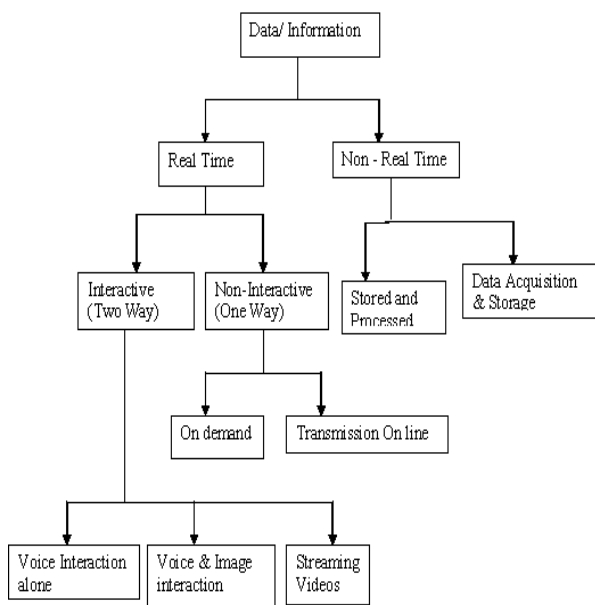 Data/ Information
Real Time
Non - Real Time
Interactive
(Two Way)
Non-Interactive
(One Way)
Stored and
Processed
Data Acquisition
& Storage
On demand
Transmission On line
Voice Interaction
alone
Voice & Image
interaction
Streaming
Videos